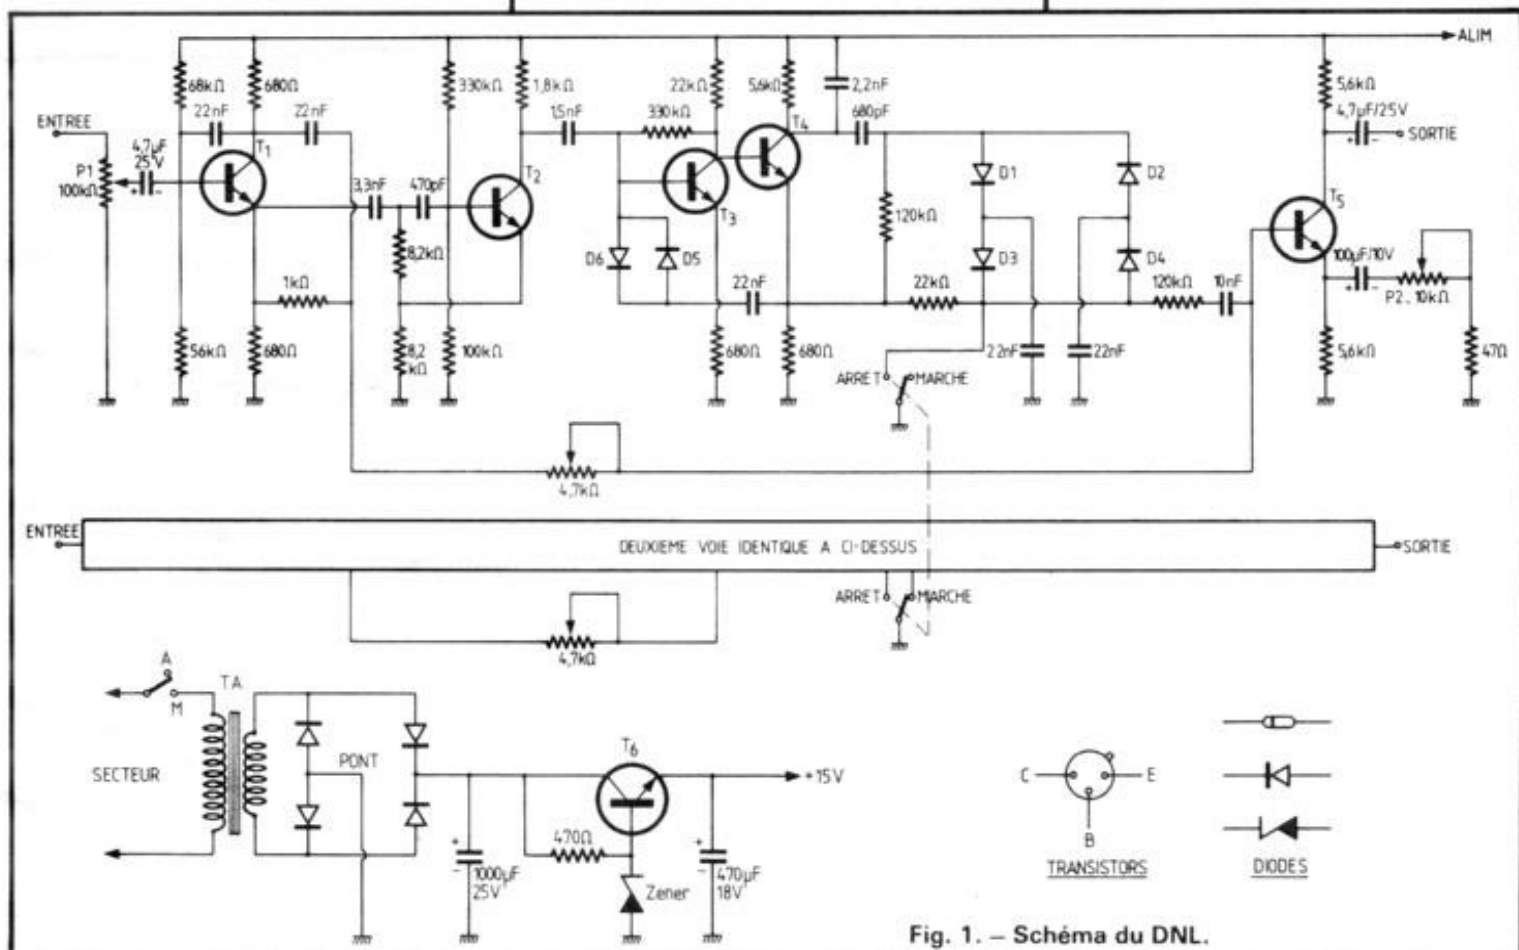 ALIM.
68kΩ
680Ω
330kΩ
1,8kΩ
22kΩ
5,6kΩ
2,2nF
5,6kΩ
22nF
22nF
1,5nF
330kΩ
680pF
4,7µF/25V
ENTREE
SORTIE
+ -
T1
T2
T3
T4
T5
P1
100kΩ
4,7µF
25V
+ -
3,3nF
470pF
D1
D2
120kΩ
8,2kΩ
D6
D5
D3
D4
100µF/10V
+ -
P2. 10kΩ
1kΩ
22nF
22kΩ
120kΩ
10nF
56kΩ
680Ω
8,2
kΩ
100kΩ
680Ω
680Ω
22nF
22nF
5,6kΩ
47Ω
ARRET
MARCHE
4,7kΩ
ENTREE
DEUXIEME VOIE IDENTIQUE A CI-DESSUS
SORTIE
ARRET
MARCHE
4,7kΩ
A
M
TA
SECTEUR
PONT
T6
+15V
470Ω
+
-
1000µF
25V
Zener
+
-
470µF
18V
C
E
B
TRANSISTORS
DIODES
Fig. 1. – Schéma du DNL.